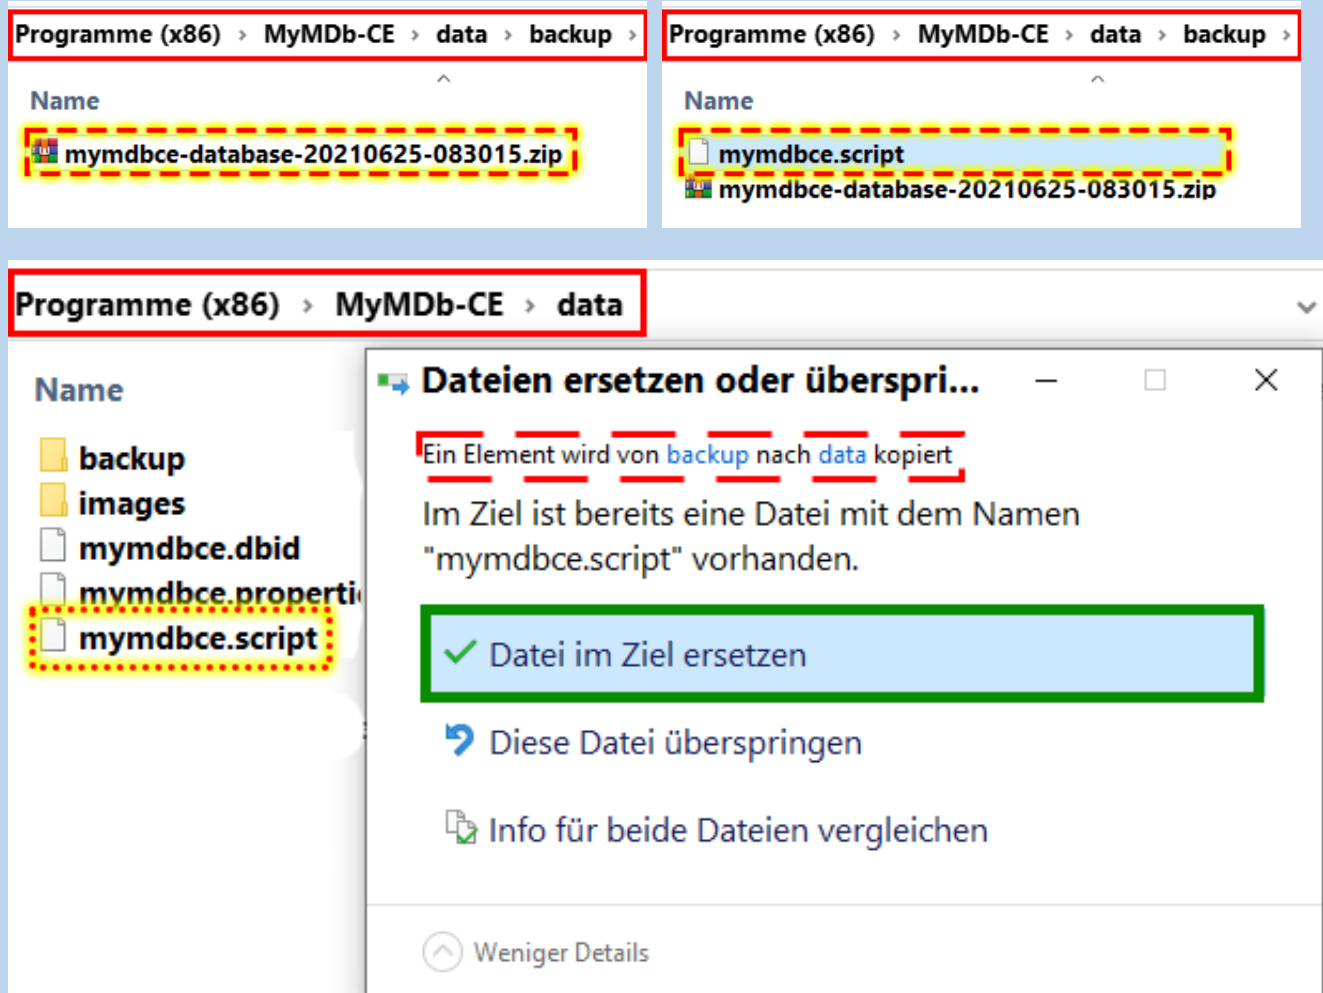 Programme (x86) › MyMDb-CE › data › backup ›
Name
mymdbce-database-20210625-083015.zip
Programme (x86) › MyMDb-CE › data › backup ›
Name
mymdbce.script
mymdbce-database-20210625-083015.zip
Programme (x86) › MyMDb-CE › data
Name
backup
images
mymdbce.dbid
mymdbce.properti
mymdbce.script
Dateien ersetzen oder überspri...
Ein Element wird von backup nach data kopiert
Im Ziel ist bereits eine Datei mit dem Namen
"mymdbce.script" vorhanden.
Datei im Ziel ersetzen
Diese Datei überspringen
Info für beide Dateien vergleichen
Weniger Details